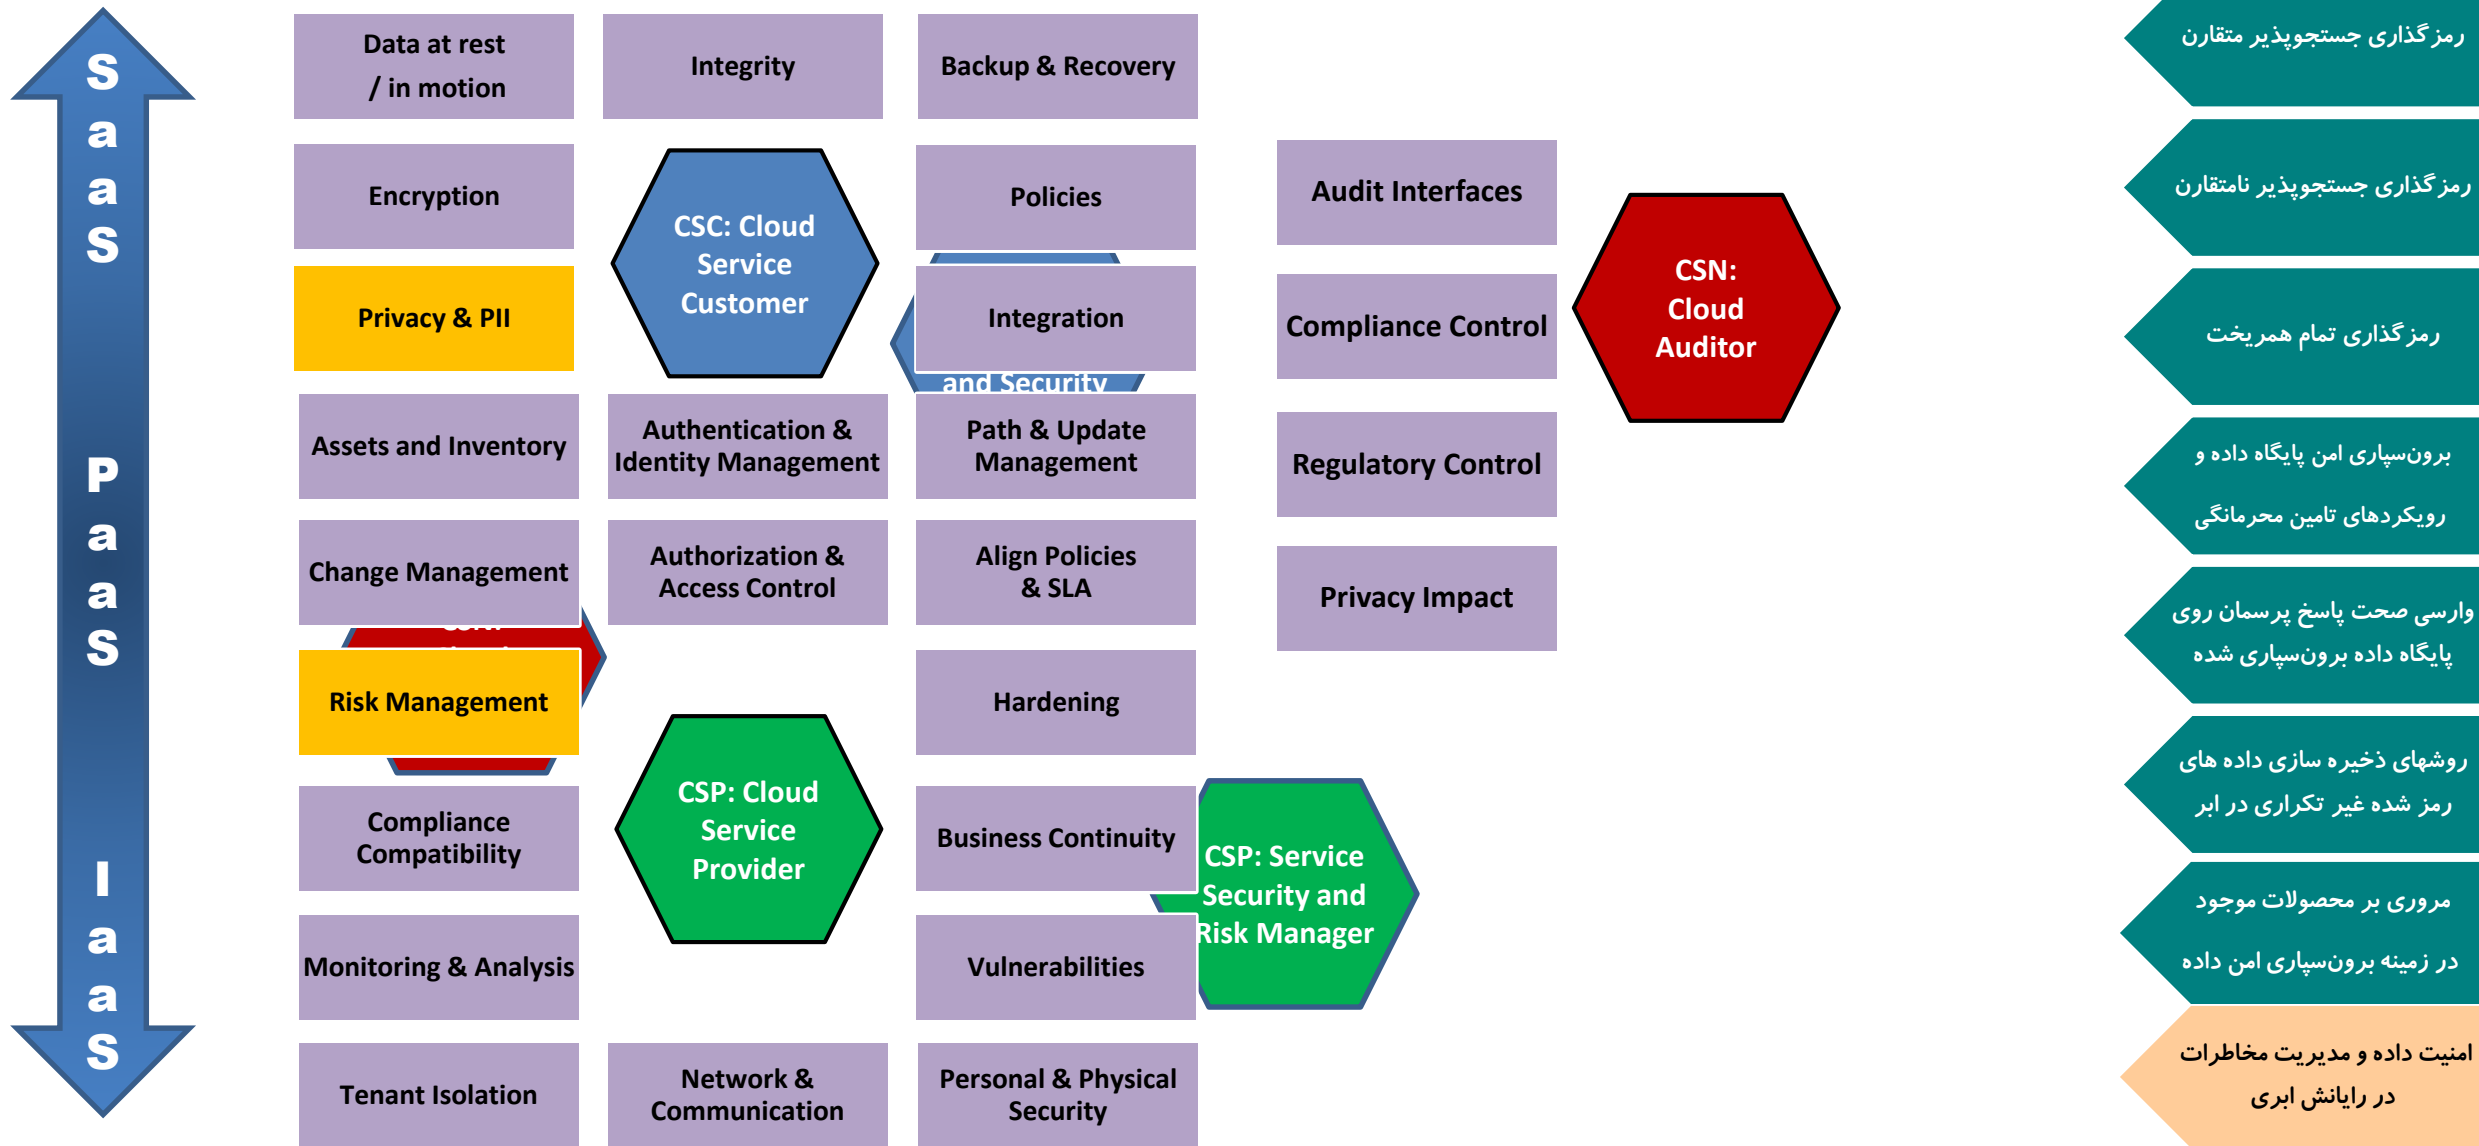 SaaS
PaaS
IaaS
Data at rest
/ in motion
Integrity
Backup & Recovery
Encryption
CSC: Cloud
Service
Customer
Policies
Privacy & PII
Integration
and Security
Assets and Inventory
Authentication &
Identity Management
Path & Update
Management
Change Management
Authorization &
Access Control
Align Policies
& SLA
Risk Management
Hardening
Compliance
Compatibility
CSP: Cloud
Service
Provider
Business Continuity
CSP: Service
Security and
Risk Manager
Monitoring & Analysis
Vulnerabilities
Tenant Isolation
Network &
Communication
Personal & Physical
Security
Audit Interfaces
Compliance Control
Regulatory Control
Privacy Impact
CSN:
Cloud
Auditor
رمزگذاری جستجوپذیر متقارن
رمزگذاری جستجوپذیر نامتقارن
رمزگذاری تمام همریخت
برون‌سپاری امن پایگاه داده و
رویکردهای تامین محرمانگی
وارسی صحت پاسخ پرسمان روی
پایگاه داده برون‌سپاری شده
روشهای ذخیره سازی داده های
رمز شده غیر تکراری در ابر
مروری بر محصولات موجود
در زمینه برون‌سپاری امن داده
امنیت داده و مدیریت مخاطرات
در رایانش ابری